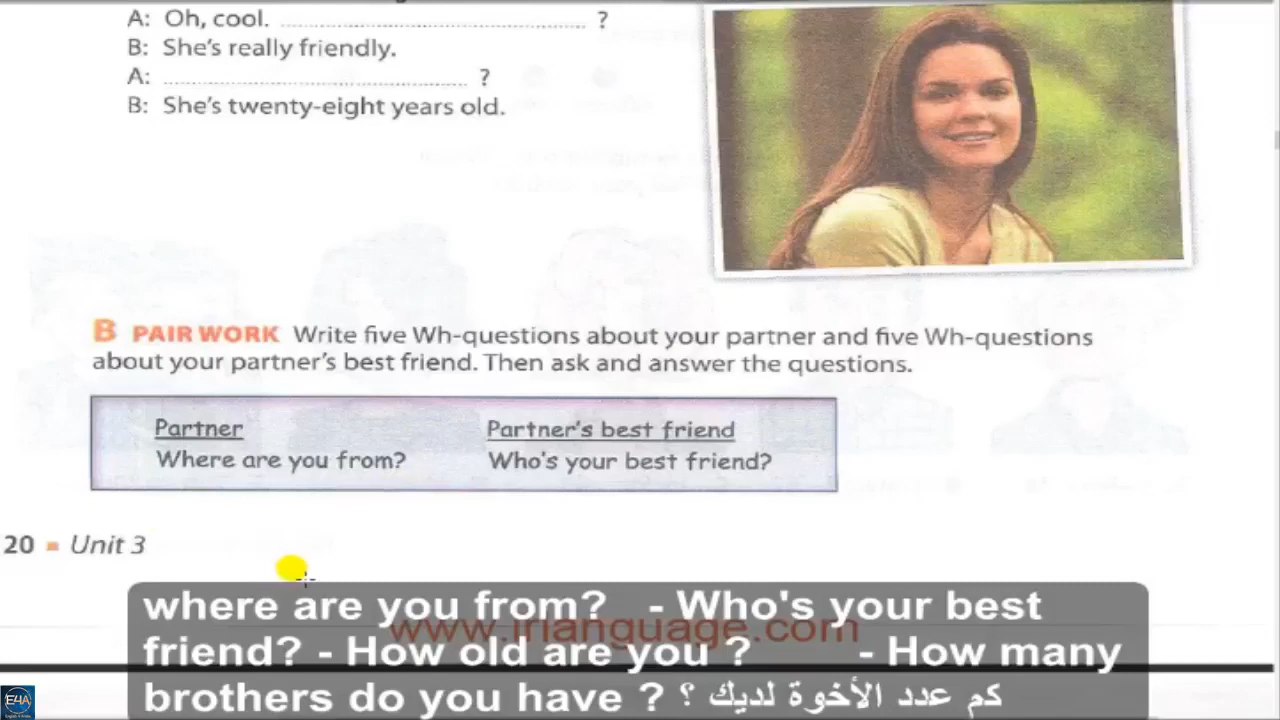 A: Oh, cool. ............................................................ ?
B: She's really friendly.
A: ............................................................ ?
B: She's twenty-eight years old.
B PAIR WORK Write five Wh-questions about your partner and five Wh-questions
about your partner's best friend. Then ask and answer the questions.
Partner Partner's best friend
Where are you from? Who's your best friend?
20 Unit 3
where are you from? - Who's your best
friend? - How old are you ? - How many
brothers do you have ? كم عدد الأخوة لديك ؟
www.irlanguage.com
E4A